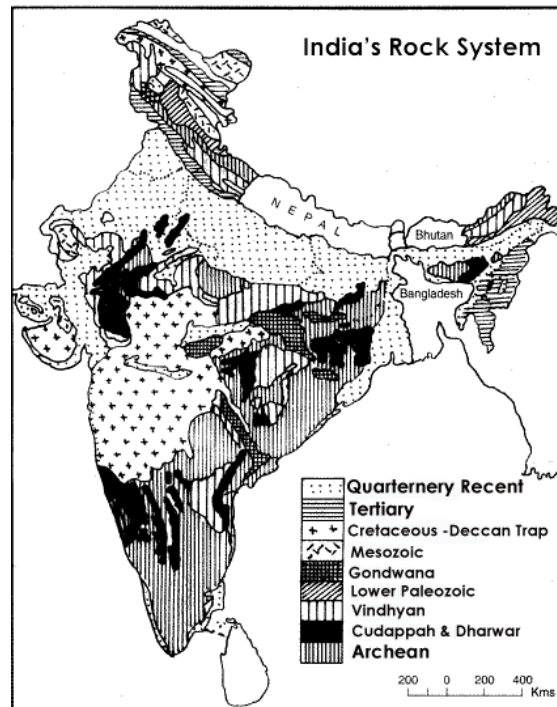 India's Rock System
NEPAL
Bhutan
Bangladesh
Quarternery Recent
Tertiary
Cretaceous -Deccan Trap
Mesozoic
Gondwana
Lower Paleozoic
Vindhyan
Cudappah & Dharwar
Archean
200 0 200 400
Kms